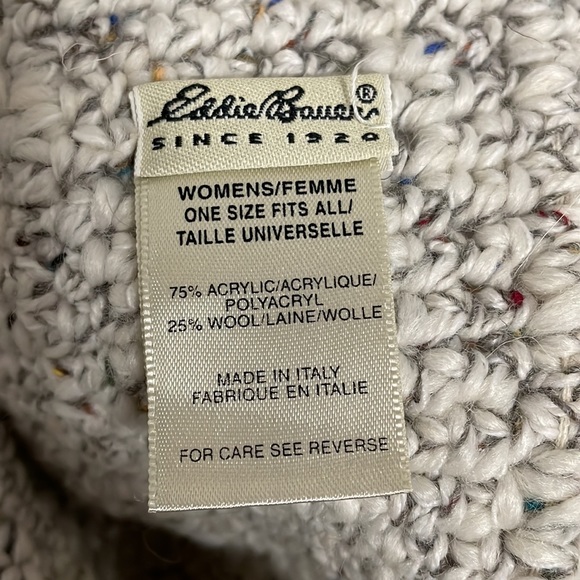 Eddie Bauer®
SINCE 1920
WOMENS/FEMME
ONE SIZE FITS ALL/
TAILLE UNIVERSELLE
75% ACRYLIC/ACRYLIQUE/
POLYACRYL
25% WOOL/LAINE/WOLLE
MADE IN ITALY
FABRIQUE EN ITALIE
FOR CARE SEE REVERSE